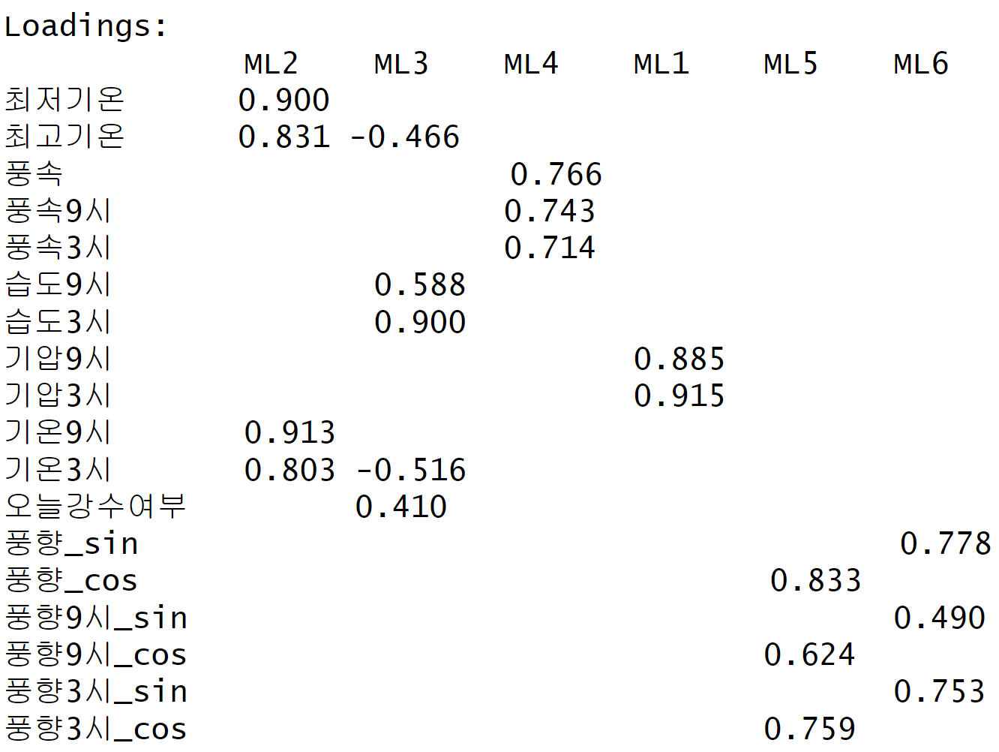 Loadings:
ML2 ML3 ML4 ML1 ML5 ML6
최저기온 0.900
최고기온 0.831 -0.466
풍속 0.766
풍속9시 0.743
풍속3시 0.714
습도9시 0.588
습도3시 0.900
기압9시 0.885
기압3시 0.915
기온9시 0.913
기온3시 0.803 -0.516
오늘강수여부 0.410
풍향_sin 0.778
풍향_cos 0.833
풍향9시_sin 0.490
풍향9시_cos 0.624
풍향3시_sin 0.753
풍향3시_cos 0.759